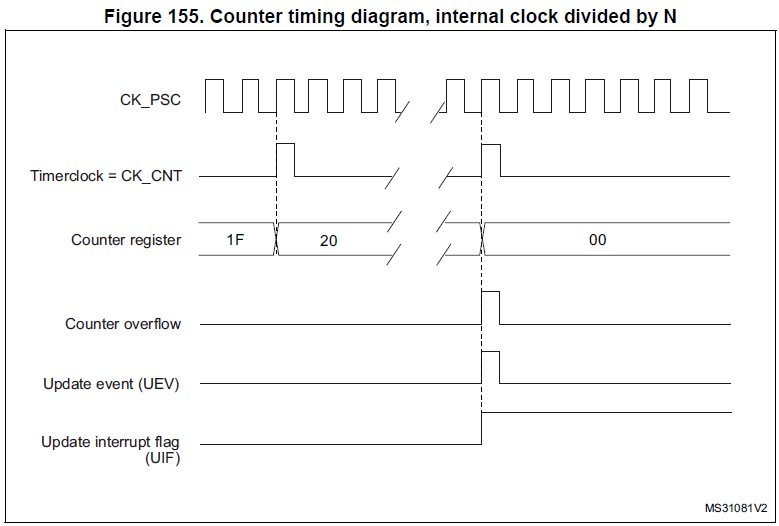 Figure 155. Counter timing diagram, internal clock divided by N
CK_PSC
Timerclock = CK_CNT
Counter register
1F
20
00
Counter overflow
Update event (UEV)
Update interrupt flag
(UIF)
MS31081V2